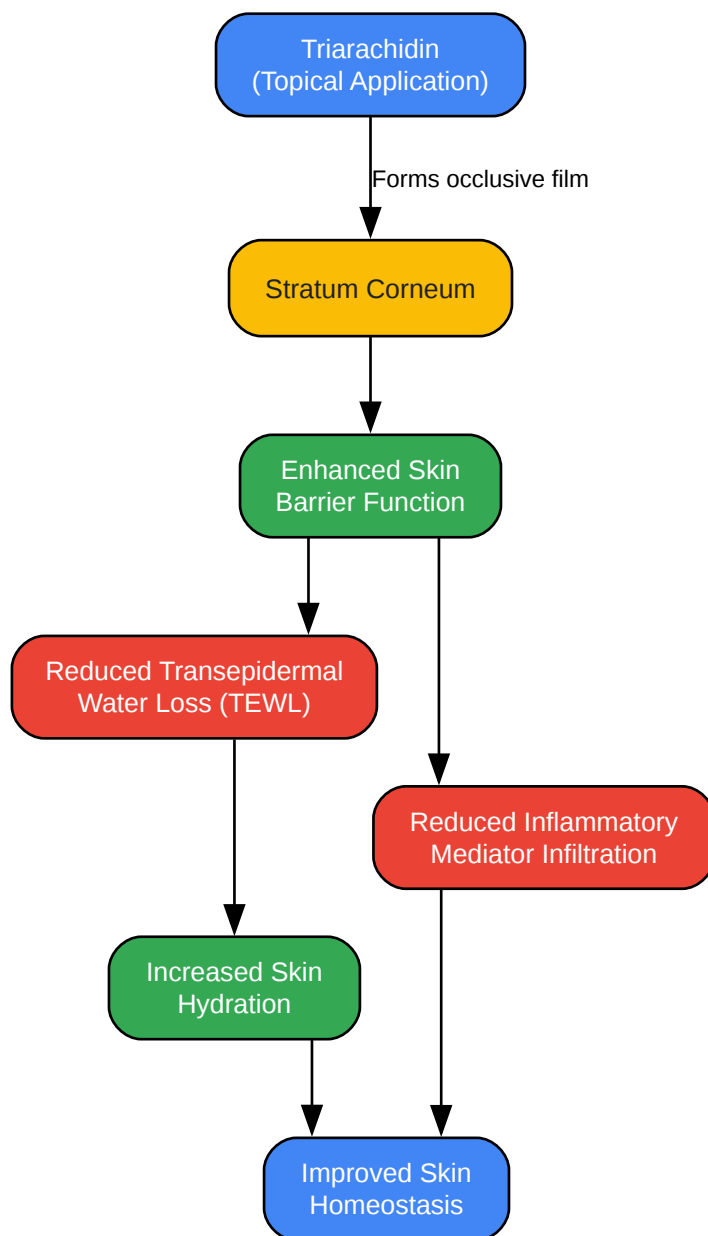 Triarachidin
(Topical Application)
Forms occlusive film
Stratum Corneum
Enhanced Skin
Barrier Function
Reduced Transepidermal
Water Loss (TEWL)
Reduced Inflammatory
Mediator Infiltration
Increased Skin
Hydration
Improved Skin
Homeostasis